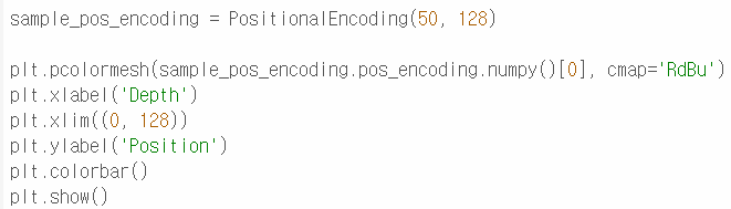 sample_pos_encoding = PositionalEncoding(50, 128)
plt.pcolormesh(sample_pos_encoding.pos_encoding.numpy()[0], cmap='RdBu')
plt.xlabel('Depth')
plt.xlim((0, 128))
plt.ylabel('Position')
plt.colorbar()
plt.show()